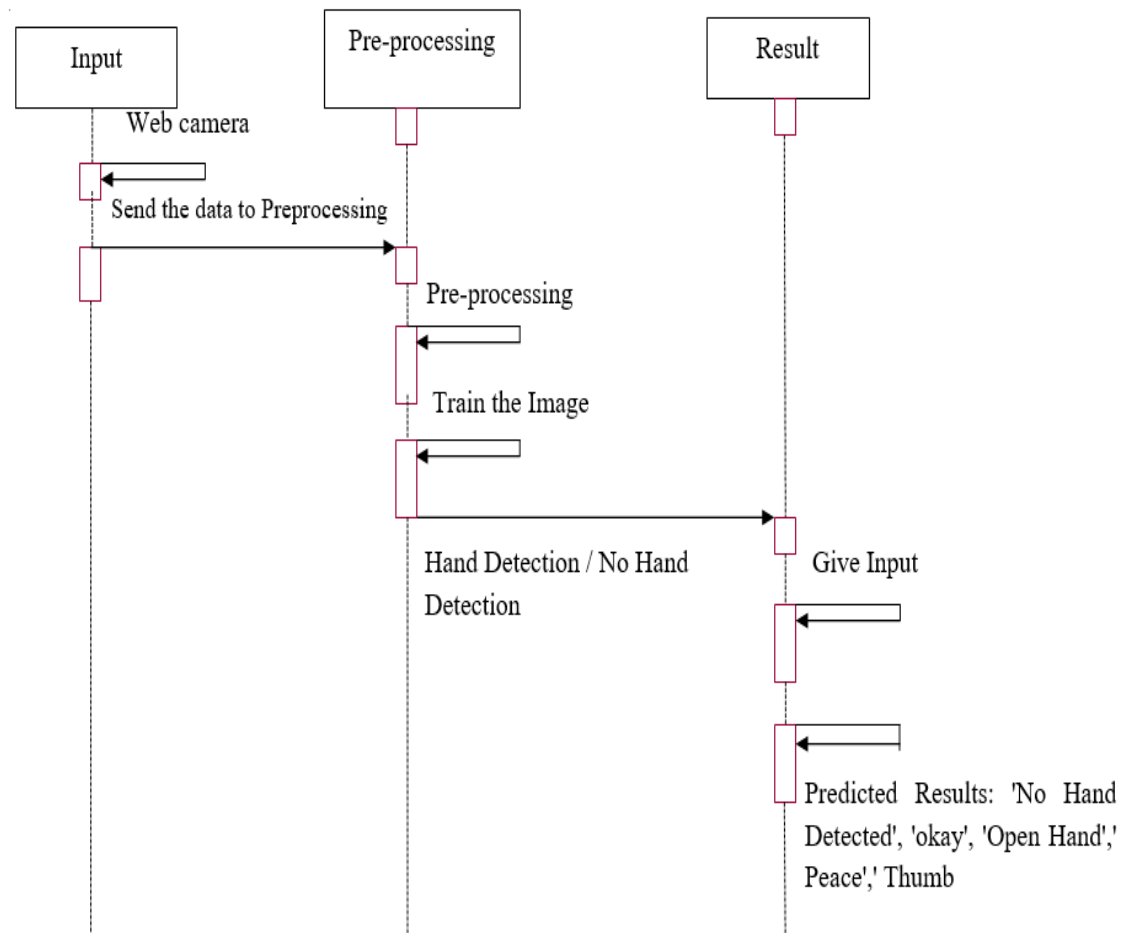 Input
Pre-processing
Result
Web camera
Send the data to Preprocessing
Pre-processing
Train the Image
Hand Detection / No Hand
Detection
Give Input
Predicted Results: 'No Hand
Detected', 'okay', 'Open Hand','
Peace',' Thumb